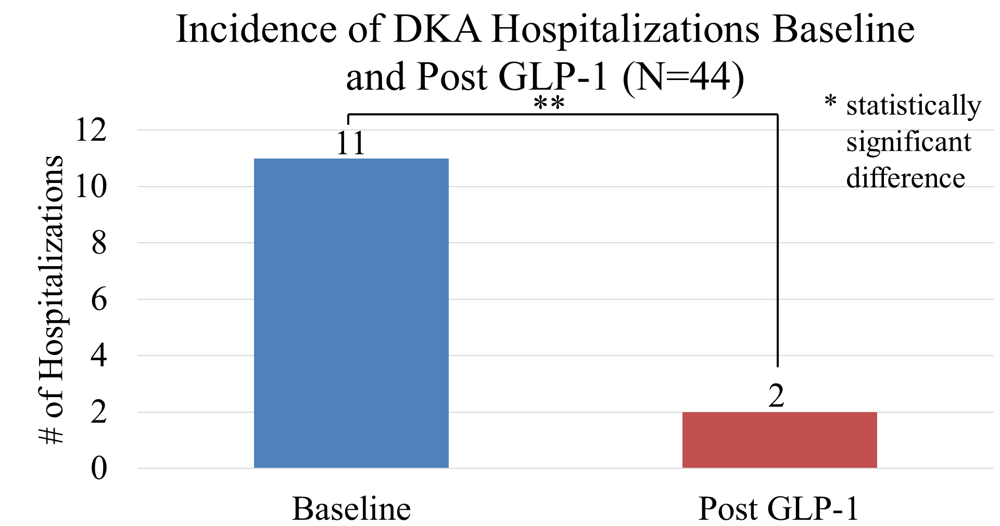 Incidence of DKA Hospitalizations Baseline
and Post GLP-1 (N=44)
**
* statistically
significant
difference
# of Hospitalizations
12
10
8
6
4
2
0
11
2
Baseline
Post GLP-1